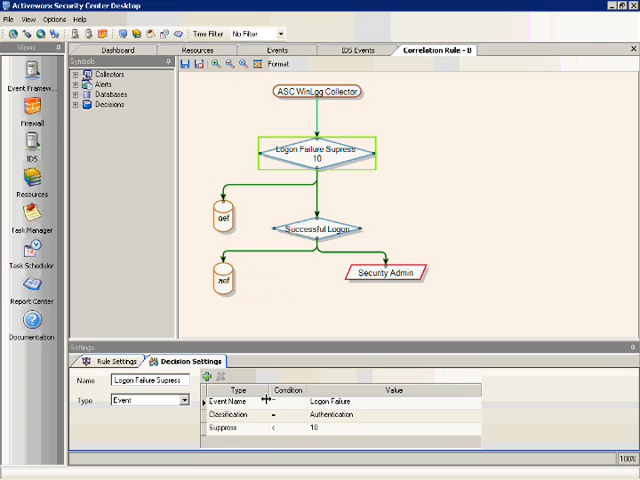 Activeworx Security Center Desktop
File View Options Help
Time Filter No Filter
Views
Event Framew...
Firewall
IDS
Resources
Task Manager
Task Scheduler
Report Center
Documentation
Symbols
Collectors
Alerts
Databases
Decisions
Dashboard Resources Events IDS Events Correlation Rule - B
Format
ASC WinLog Collector
Logon Failure Supress
10
aef
Successful Logon
aef
Security Admin
Settings
Rule Settings Decision Settings
Name Logon Failure Supress
Type Event
Type Condition Value
Event Name = Logon Failure
Classification = Authentication
Suppress < 10
100%